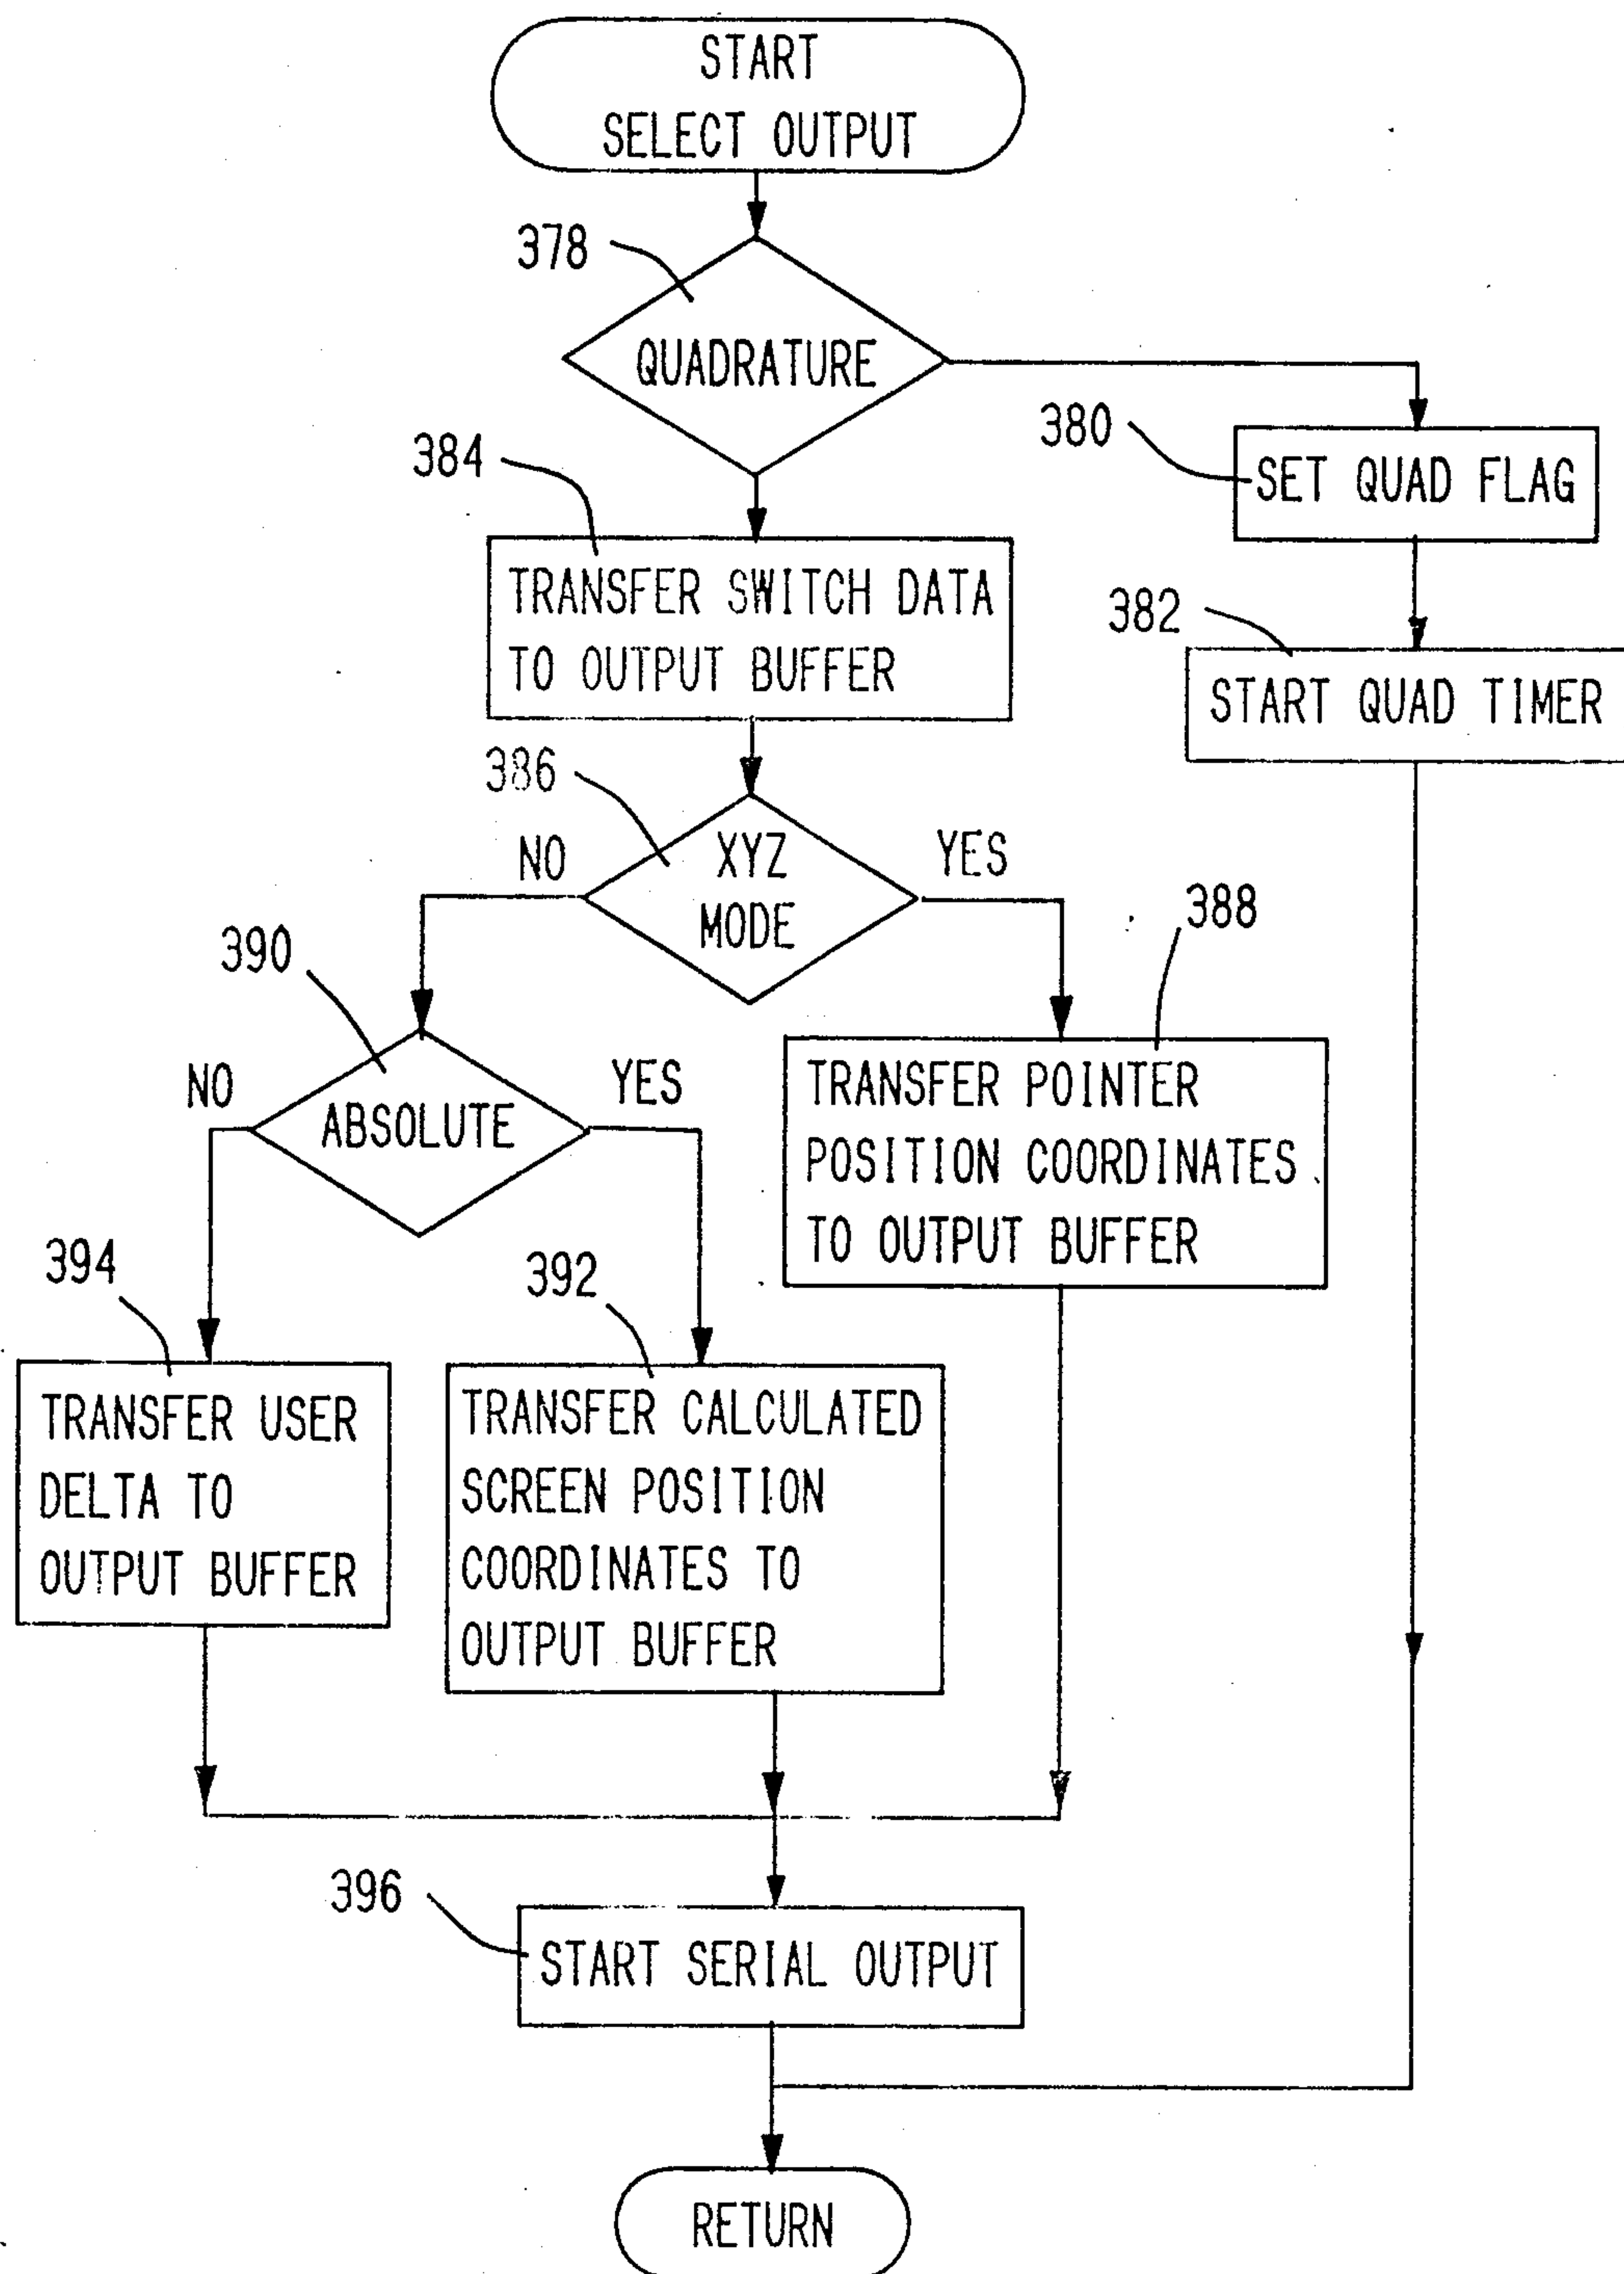 START
SELECT OUTPUT
378
QUADRATURE
380
SET QUAD FLAG
384
TRANSFER SWITCH DATA
TO OUTPUT BUFFER
382
START QUAD TIMER
386
NO
XYZ
MODE
YES
388
390
NO
ABSOLUTE
YES
TRANSFER POINTER
POSITION COORDINATES
TO OUTPUT BUFFER
394
392
TRANSFER USER
DELTA TO
OUTPUT BUFFER
TRANSFER CALCULATED
SCREEN POSITION
COORDINATES TO
OUTPUT BUFFER
396
START SERIAL OUTPUT
RETURN